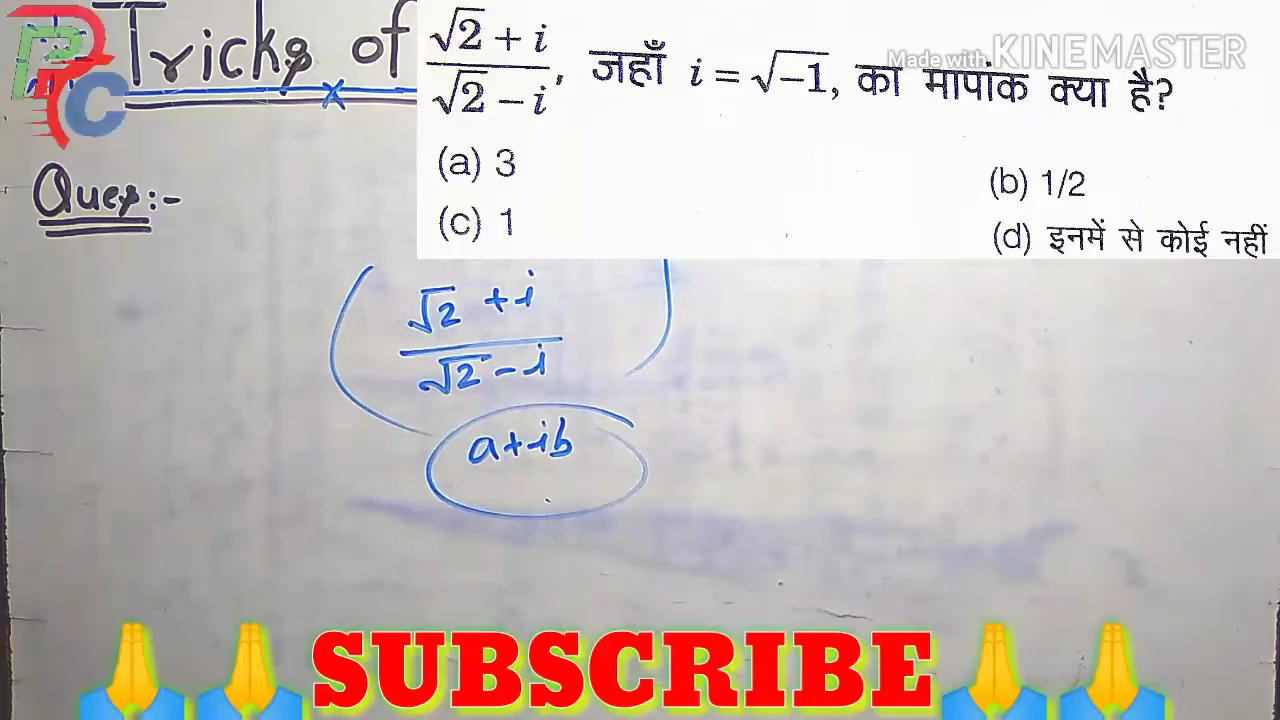 PTC
Tricks of
√2 + i
√2 – i, जहाँ i = √–1, का मापांक क्या है?
Made with KINEMASTER
(a) 3
(b) 1/2
(c) 1
(d) इनमें से कोई नहीं
Ques:-
√2 + i
√2 - i
a+ib
SUBSCRIBE